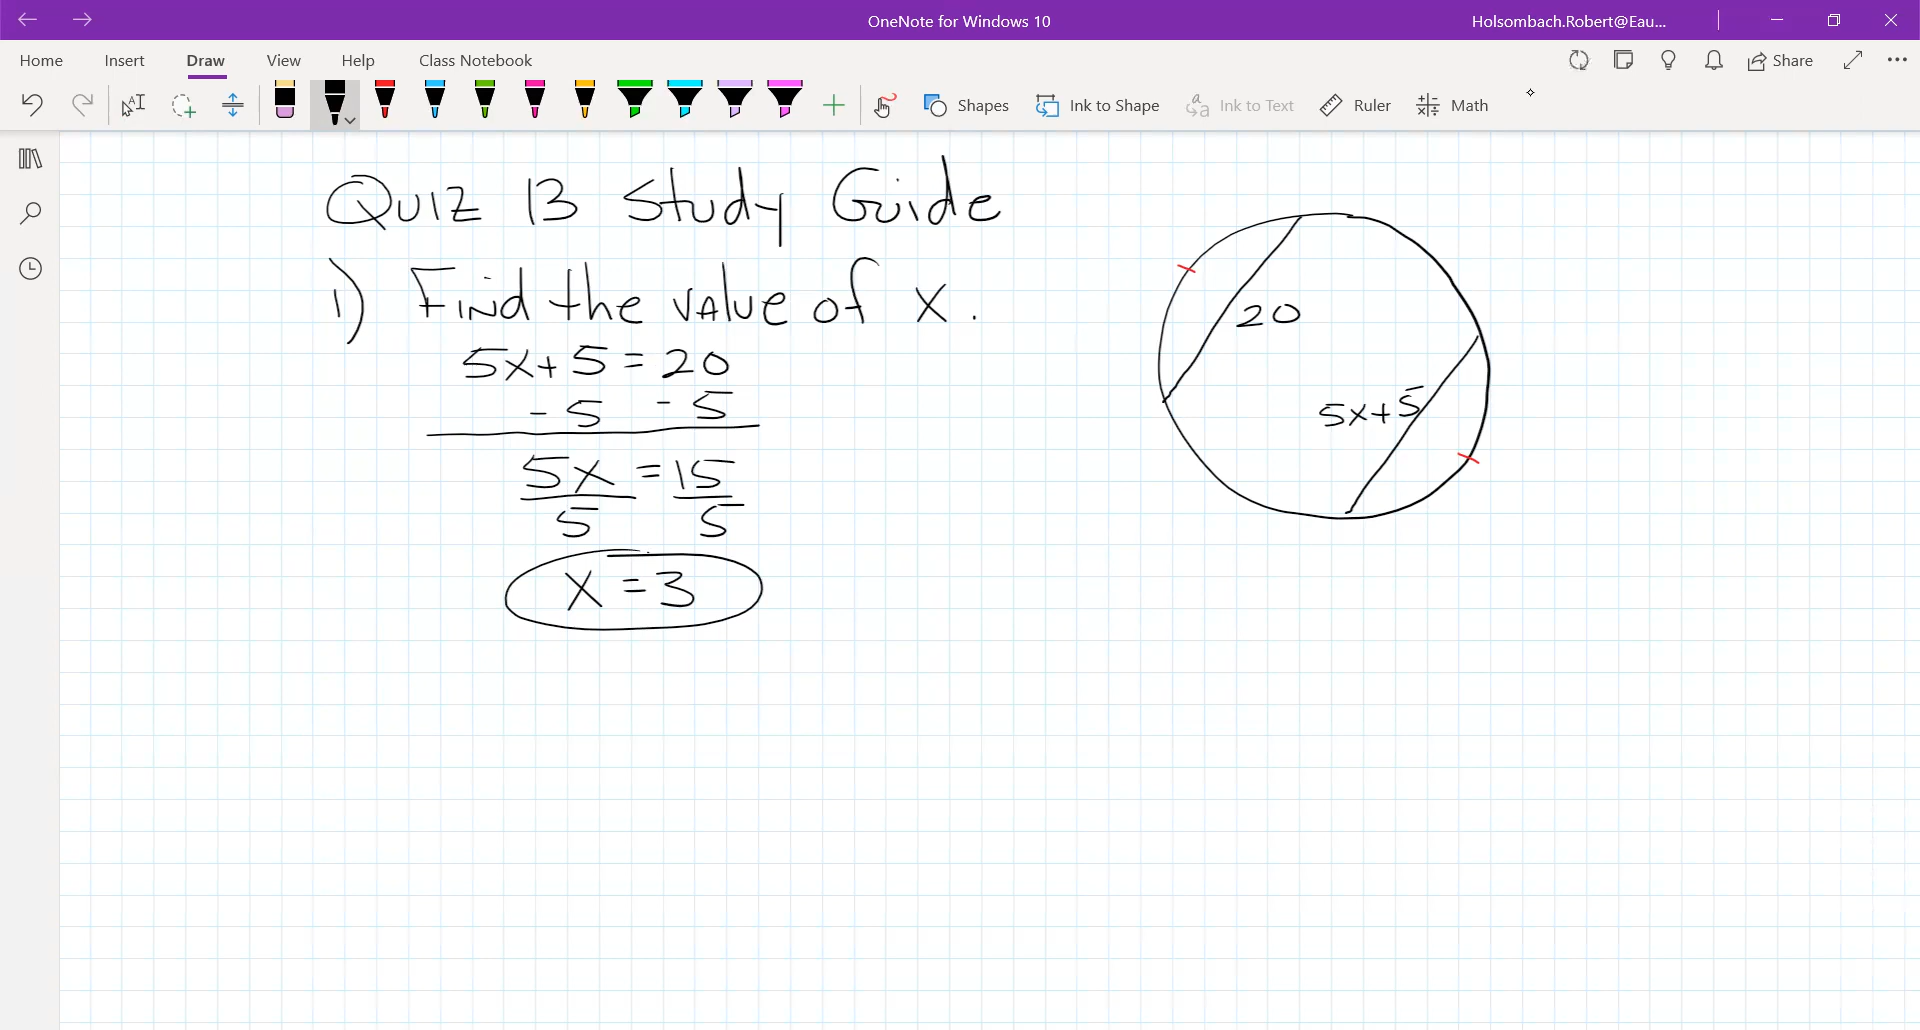 OneNote for Windows 10
Holsombach.Robert@Eau...
Home Insert Draw View Help Class Notebook Share
Shapes Ink to Shape Ink to Text Ruler Math
Quiz 13 Study Guide
1) Find the value of x.
5x+5=20
-5 -5
5x = 15
5 5
x = 3
20
5x+5